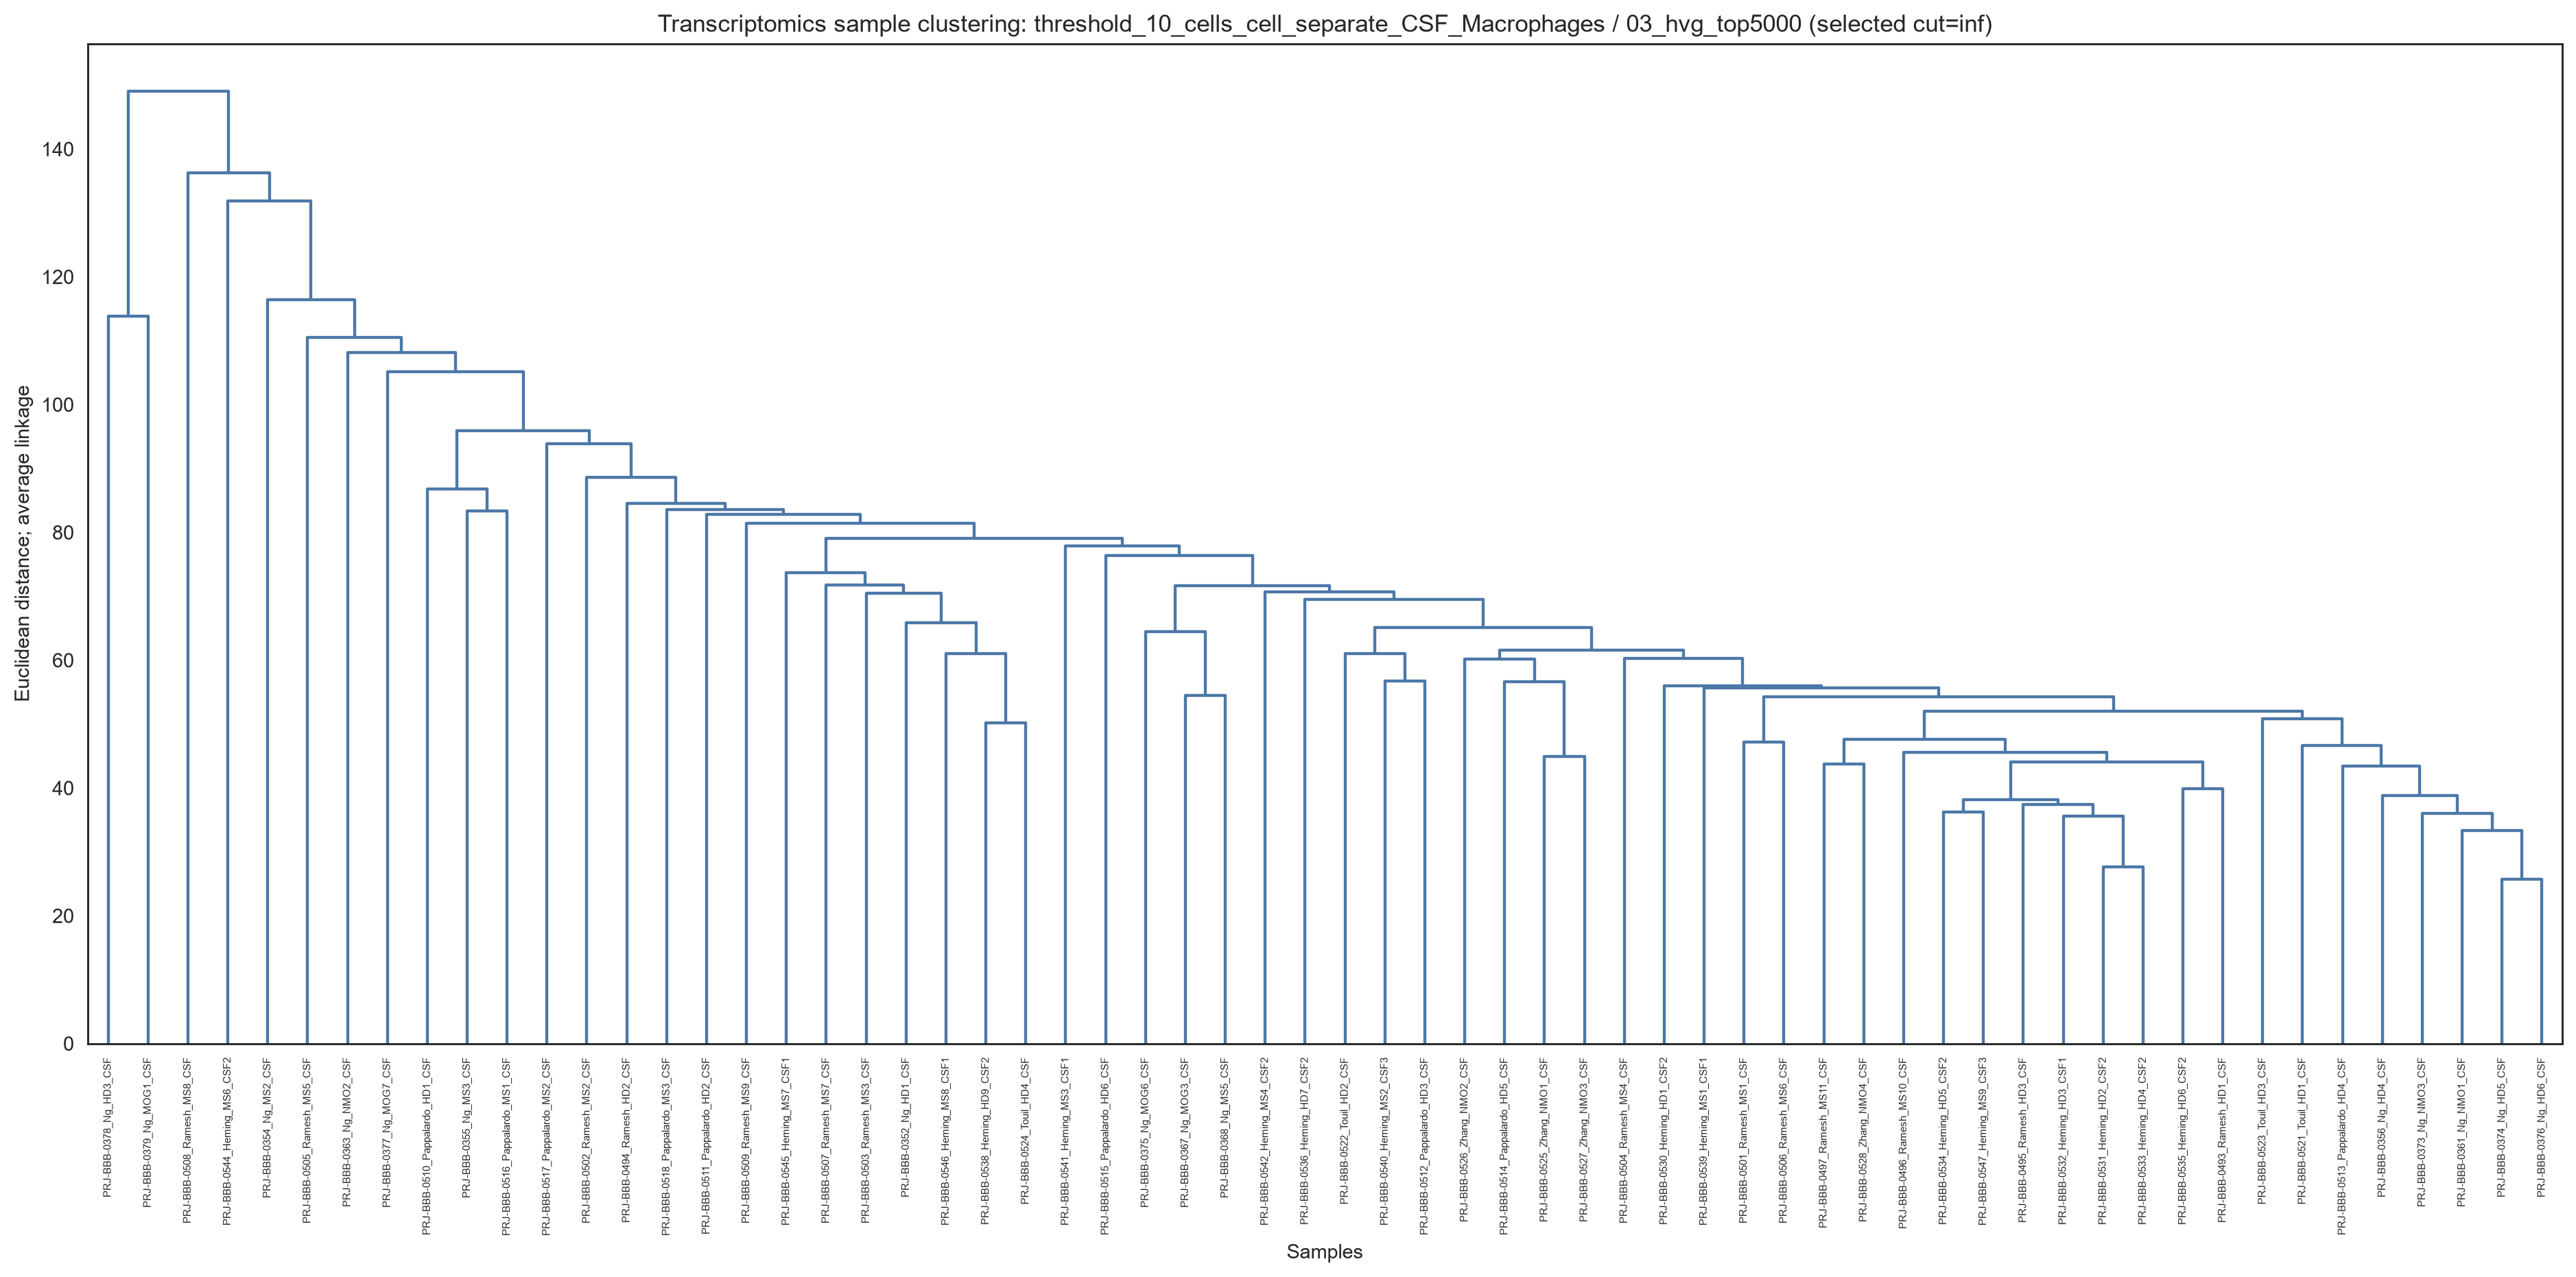 Transcriptomics sample clustering: threshold_10_cells_cell_separate_CSF_Macrophages / 03_hvg_top5000 (selected cut=inf)
Euclidean distance; average linkage
140
120
100
80
60
40
20
0
PRJ-BBB-0378_Ng_HD3_CSF
PRJ-BBB-0379_Ng_MOG1_CSF
PRJ-BBB-0508_Ramesh_MS8_CSF
PRJ-BBB-0544_Heming_MS6_CSF2
PRJ-BBB-0354_Ng_MS2_CSF
PRJ-BBB-0505_Ramesh_MS5_CSF
PRJ-BBB-0363_Ng_NMO2_CSF
PRJ-BBB-0377_Ng_MOG7_CSF
PRJ-BBB-0510_Pappalardo_HD1_CSF
PRJ-BBB-0355_Ng_MS3_CSF
PRJ-BBB-0516_Pappalardo_MS1_CSF
PRJ-BBB-0517_Pappalardo_MS2_CSF
PRJ-BBB-0502_Ramesh_MS2_CSF
PRJ-BBB-0494_Ramesh_HD2_CSF
PRJ-BBB-0518_Pappalardo_MS3_CSF
PRJ-BBB-0511_Pappalardo_HD2_CSF
PRJ-BBB-0509_Ramesh_MS9_CSF
PRJ-BBB-0545_Heming_MS7_CSF1
PRJ-BBB-0507_Ramesh_MS7_CSF
PRJ-BBB-0503_Ramesh_MS3_CSF
PRJ-BBB-0352_Ng_HD1_CSF
PRJ-BBB-0546_Heming_MS8_CSF1
PRJ-BBB-0538_Heming_HD9_CSF2
PRJ-BBB-0524_Touil_HD4_CSF
PRJ-BBB-0541_Heming_MS3_CSF1
PRJ-BBB-0515_Pappalardo_HD6_CSF
PRJ-BBB-0375_Ng_MOG6_CSF
PRJ-BBB-0367_Ng_MOG3_CSF
PRJ-BBB-0368_Ng_MS5_CSF
PRJ-BBB-0542_Heming_MS4_CSF2
PRJ-BBB-0536_Heming_HD7_CSF2
PRJ-BBB-0522_Touil_HD2_CSF
PRJ-BBB-0540_Heming_MS2_CSF3
PRJ-BBB-0512_Pappalardo_HD3_CSF
PRJ-BBB-0526_Zhang_NMO2_CSF
PRJ-BBB-0514_Pappalardo_HD5_CSF
PRJ-BBB-0525_Zhang_NMO1_CSF
PRJ-BBB-0527_Zhang_NMO3_CSF
PRJ-BBB-0504_Ramesh_MS4_CSF
PRJ-BBB-0530_Heming_HD1_CSF2
PRJ-BBB-0539_Heming_MS1_CSF1
PRJ-BBB-0501_Ramesh_MS1_CSF
PRJ-BBB-0506_Ramesh_MS6_CSF
PRJ-BBB-0497_Ramesh_MS11_CSF
PRJ-BBB-0528_Zhang_NMO4_CSF
PRJ-BBB-0496_Ramesh_MS10_CSF
PRJ-BBB-0534_Heming_HD5_CSF2
PRJ-BBB-0547_Heming_MS9_CSF3
PRJ-BBB-0495_Ramesh_HD3_CSF
PRJ-BBB-0532_Heming_HD3_CSF1
PRJ-BBB-0531_Heming_HD2_CSF2
PRJ-BBB-0533_Heming_HD4_CSF2
PRJ-BBB-0535_Heming_HD6_CSF2
PRJ-BBB-0493_Ramesh_HD1_CSF
PRJ-BBB-0523_Touil_HD3_CSF
PRJ-BBB-0521_Touil_HD1_CSF
PRJ-BBB-0513_Pappalardo_HD4_CSF
PRJ-BBB-0356_Ng_HD4_CSF
PRJ-BBB-0373_Ng_NMO3_CSF
PRJ-BBB-0361_Ng_NMO1_CSF
PRJ-BBB-0374_Ng_HD5_CSF
PRJ-BBB-0376_Ng_HD6_CSF
Samples